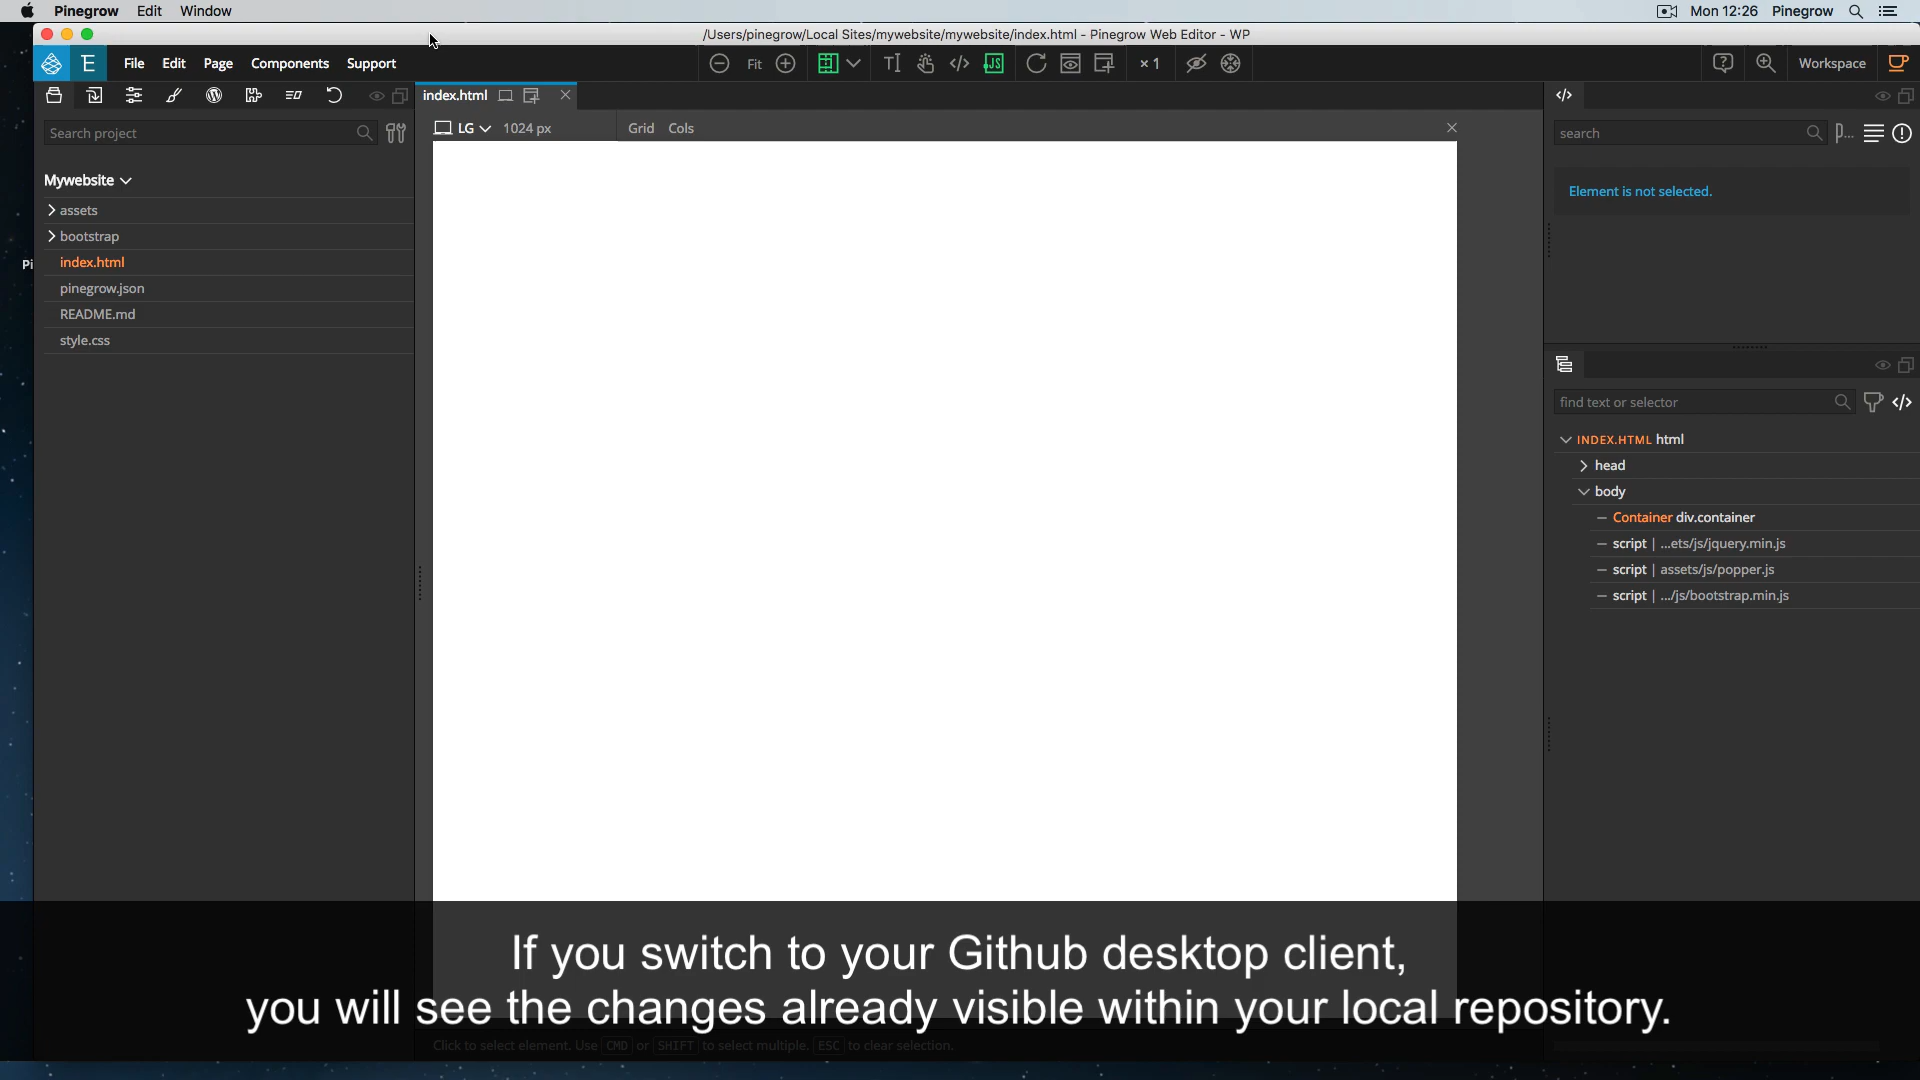 Pinegrow Edit Window
Mon 12:26 Pinegrow
/Users/pinegrow/Local Sites/mywebsite/mywebsite/index.html - Pinegrow Web Editor - WP
E File Edit Page Components Support
Fit
× 1
Workspace
index.html
Search project
LG 1024 px Grid Cols
search
p...
Mywebsite
assets
bootstrap
index.html
pinegrow.json
README.md
style.css
Pi
Element is not selected.
find text or selector
INDEX.HTML html
head
body
Container div.container
script | ...ets/js/jquery.min.js
script | assets/js/popper.js
script | .../js/bootstrap.min.js
If you switch to your Github desktop client,
you will see the changes already visible within your local repository.
Click to select element. Use CMD or SHIFT to select multiple. ESC to clear selection.